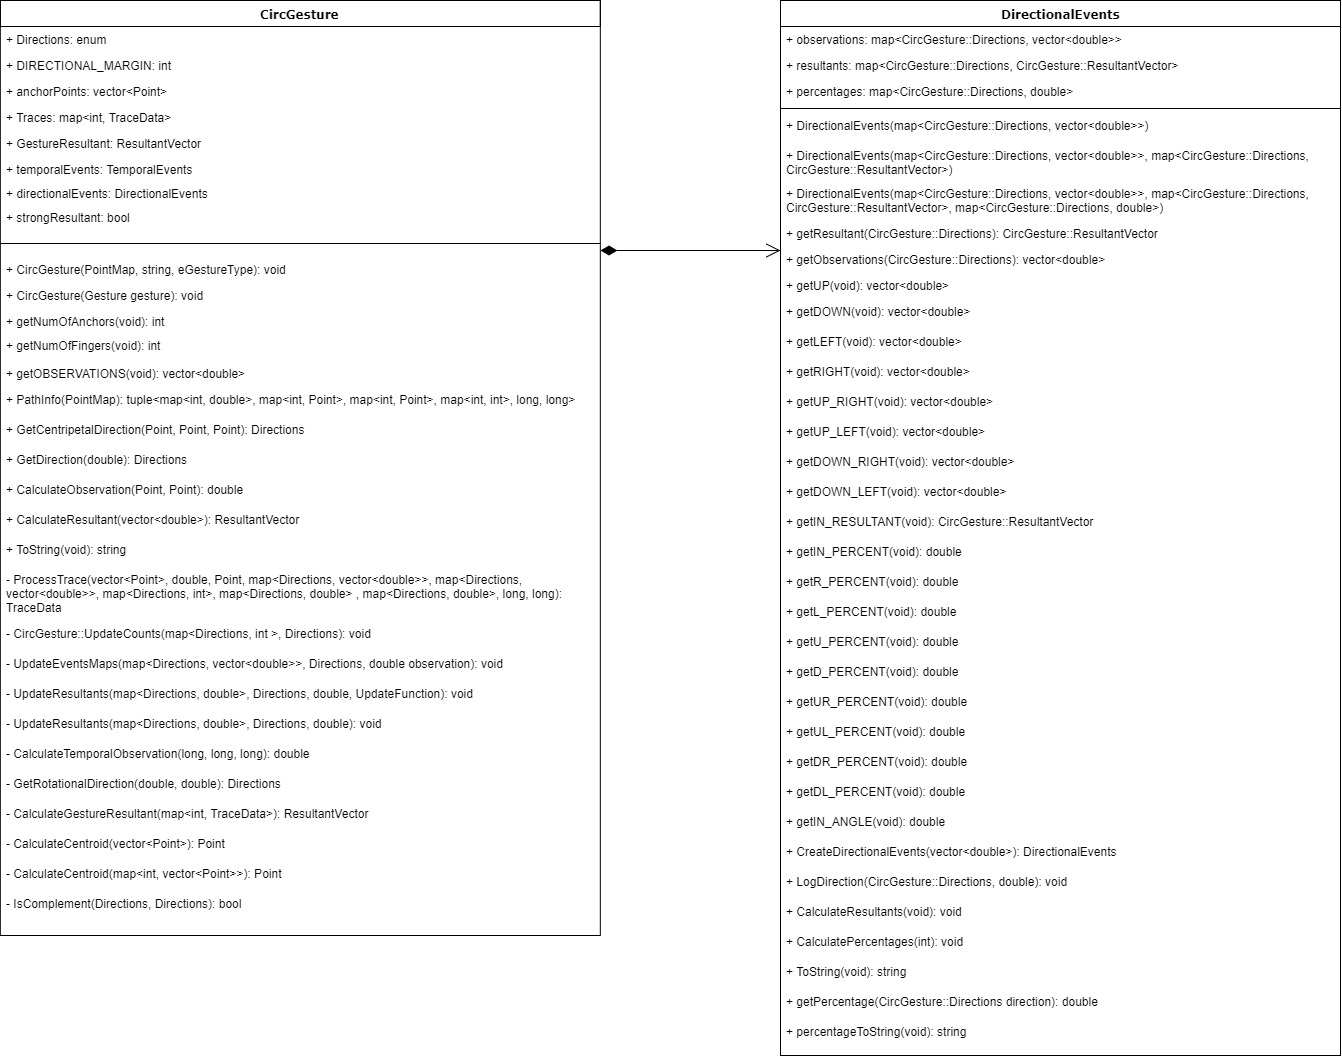 CircGesture
+ Directions: enum
+ DIRECTIONAL_MARGIN: int
+ anchorPoints: vector<Point>
+ Traces: map<int, TraceData>
+ GestureResultant: ResultantVector
+ temporalEvents: TemporalEvents
+ directionalEvents: DirectionalEvents
+ strongResultant: bool
+ CircGesture(PointMap, string, eGestureType): void
+ CircGesture(Gesture gesture): void
+ getNumOfAnchors(void): int
+ getNumOfFingers(void): int
+ getOBSERVATIONS(void): vector<double>
+ PathInfo(PointMap): tuple<map<int, double>, map<int, Point>, map<int, Point>, map<int, int>, long, long>
+ GetCentripetalDirection(Point, Point, Point): Directions
+ GetDirection(double): Directions
+ CalculateObservation(Point, Point): double
+ CalculateResultant(vector<double>): ResultantVector
+ ToString(void): string
- ProcessTrace(vector<Point>, double, Point, map<Directions, vector<double>>, map<Directions,
vector<double>>, map<Directions, int>, map<Directions, double> , map<Directions, double>, long, long):
TraceData
- CircGesture::UpdateCounts(map<Directions, int >, Directions): void
- UpdateEventsMaps(map<Directions, vector<double>>, Directions, double observation): void
- UpdateResultants(map<Directions, double>, Directions, double, UpdateFunction): void
- UpdateResultants(map<Directions, double>, Directions, double): void
- CalculateTemporalObservation(long, long, long): double
- GetRotationalDirection(double, double): Directions
- CalculateGestureResultant(map<int, TraceData>): ResultantVector
- CalculateCentroid(vector<Point>): Point
- CalculateCentroid(map<int, vector<Point>>): Point
- IsComplement(Directions, Directions): bool
DirectionalEvents
+ observations: map<CircGesture::Directions, vector<double>>
+ resultants: map<CircGesture::Directions, CircGesture::ResultantVector>
+ percentages: map<CircGesture::Directions, double>
+ DirectionalEvents(map<CircGesture::Directions, vector<double>>)
+ DirectionalEvents(map<CircGesture::Directions, vector<double>>, map<CircGesture::Directions,
CircGesture::ResultantVector>)
+ DirectionalEvents(map<CircGesture::Directions, vector<double>>, map<CircGesture::Directions,
CircGesture::ResultantVector>, map<CircGesture::Directions, double>)
+ getResultant(CircGesture::Directions): CircGesture::ResultantVector
+ getObservations(CircGesture::Directions): vector<double>
+ getUP(void): vector<double>
+ getDOWN(void): vector<double>
+ getLEFT(void): vector<double>
+ getRIGHT(void): vector<double>
+ getUP_RIGHT(void): vector<double>
+ getUP_LEFT(void): vector<double>
+ getDOWN_RIGHT(void): vector<double>
+ getDOWN_LEFT(void): vector<double>
+ getIN_RESULTANT(void): CircGesture::ResultantVector
+ getIN_PERCENT(void): double
+ getR_PERCENT(void): double
+ getL_PERCENT(void): double
+ getU_PERCENT(void): double
+ getD_PERCENT(void): double
+ getUR_PERCENT(void): double
+ getUL_PERCENT(void): double
+ getDR_PERCENT(void): double
+ getDL_PERCENT(void): double
+ getIN_ANGLE(void): double
+ CreateDirectionalEvents(vector<double>): DirectionalEvents
+ LogDirection(CircGesture::Directions, double): void
+ CalculateResultants(void): void
+ CalculatePercentages(int): void
+ ToString(void): string
+ getPercentage(CircGesture::Directions direction): double
+ percentageToString(void): string